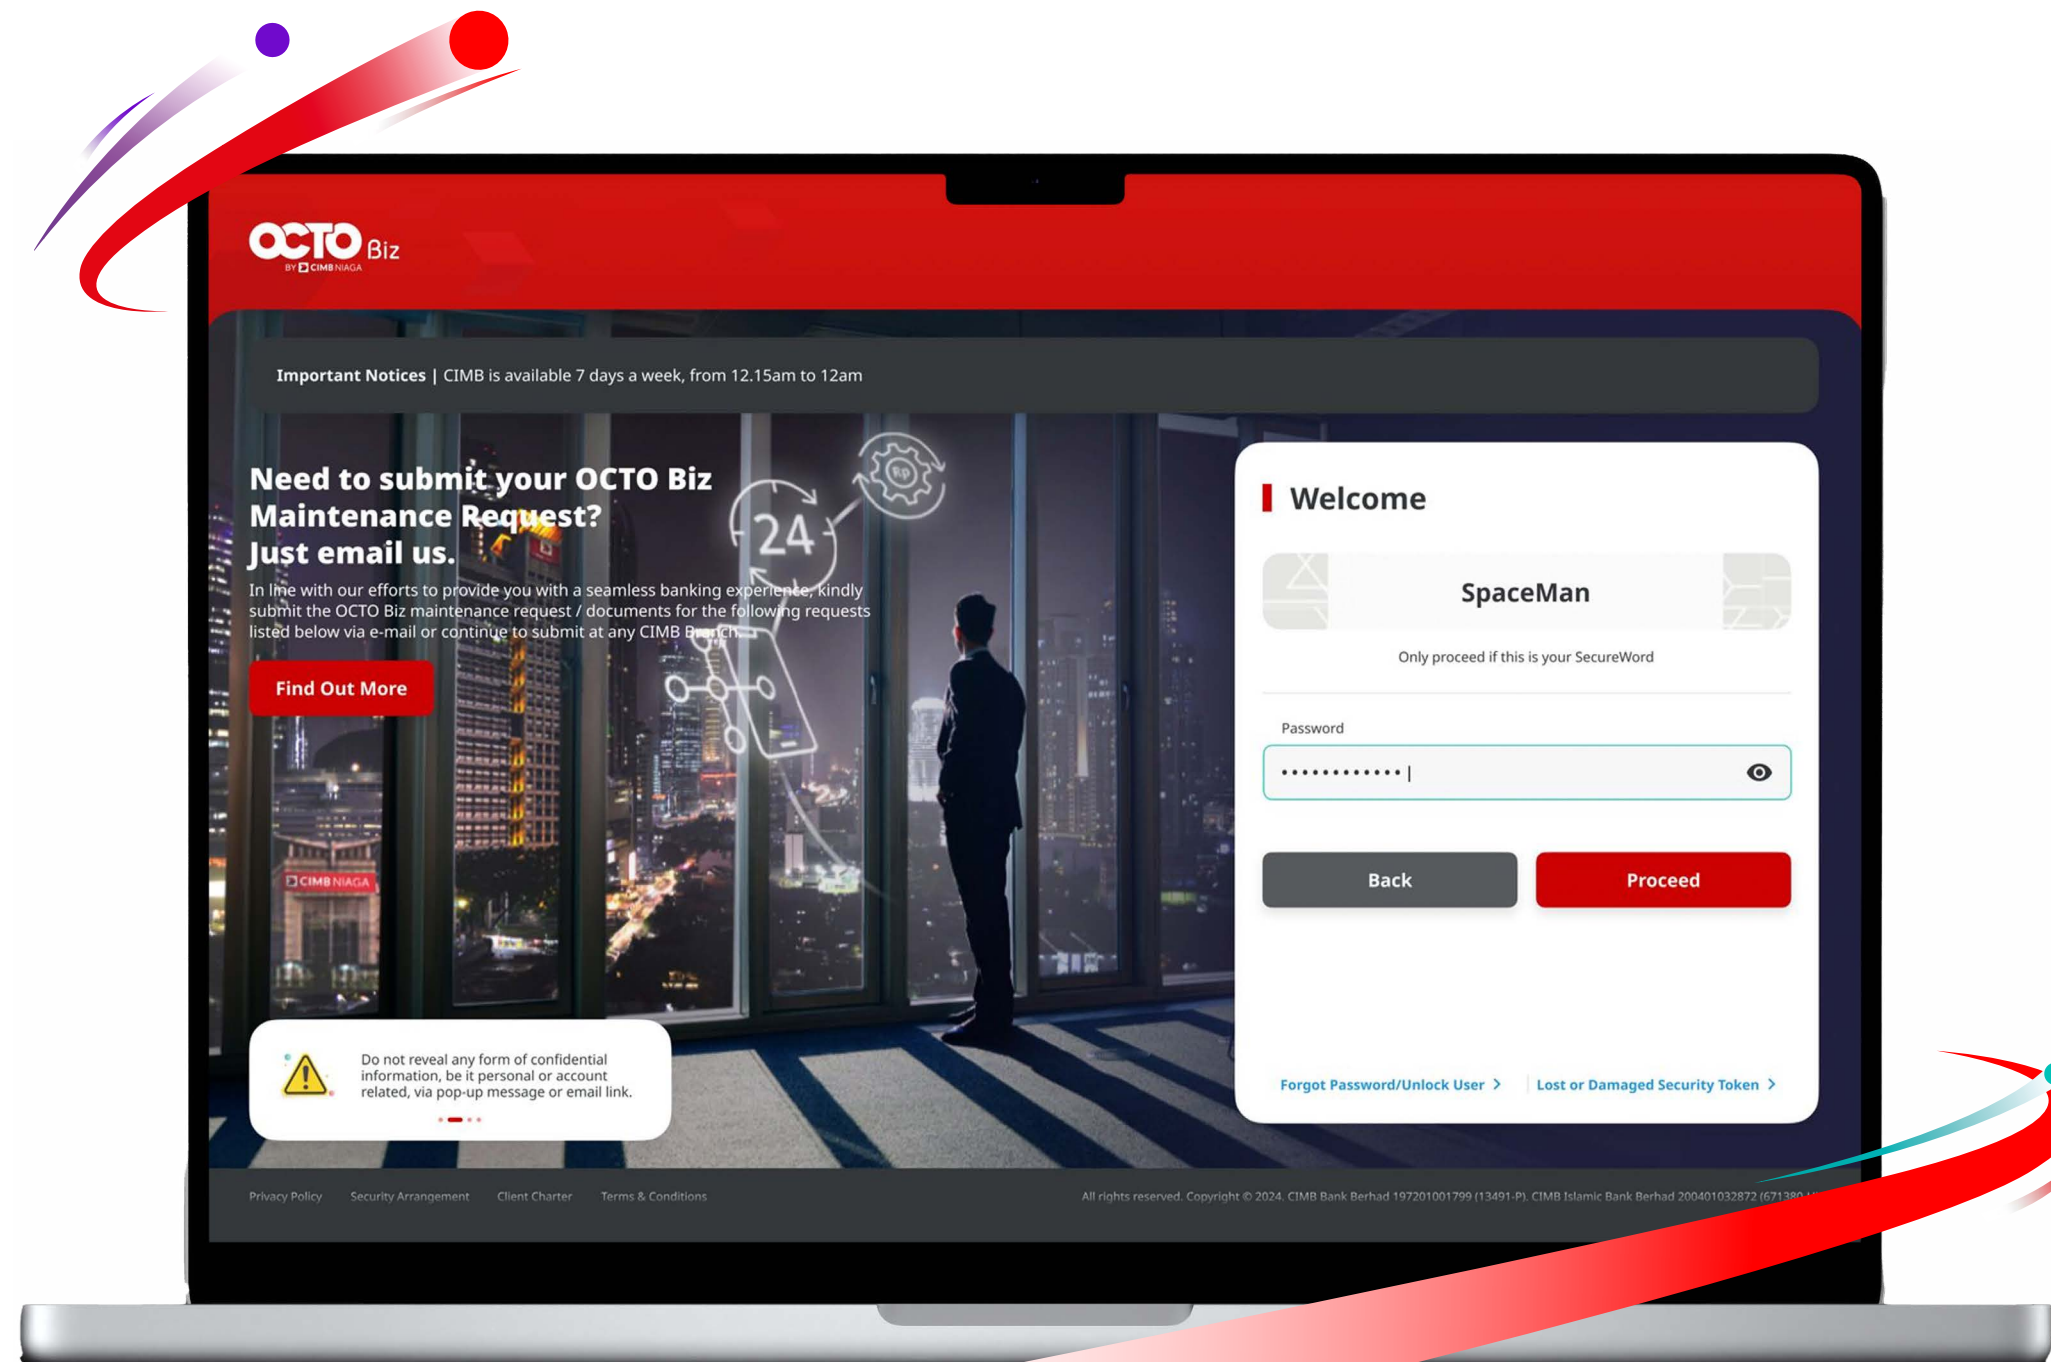 OCTO Biz
BY CIMB NIAGA
Important Notices | CIMB is available 7 days a week, from 12.15am to 12am
Need to submit your OCTO Biz
Maintenance Request?
Just email us.
In line with our efforts to provide you with a seamless banking experience, kindly
submit the OCTO Biz maintenance request / documents for the following requests
listed below via e-mail or continue to submit at any CIMB Branch.
Find Out More
24
RP
CIMB NIAGA
Do not reveal any form of confidential
information, be it personal or account
related, via pop-up message or email link.
Welcome
SpaceMan
Only proceed if this is your SecureWord
Password
Back
Proceed
Forgot Password/Unlock User
Lost or Damaged Security Token
Privacy Policy
Security Arrangement
Client Charter
Terms & Conditions
All rights reserved. Copyright © 2024. CIMB Bank Berhad 197201001799 (13491-P). CIMB Islamic Bank Berhad 200401032872